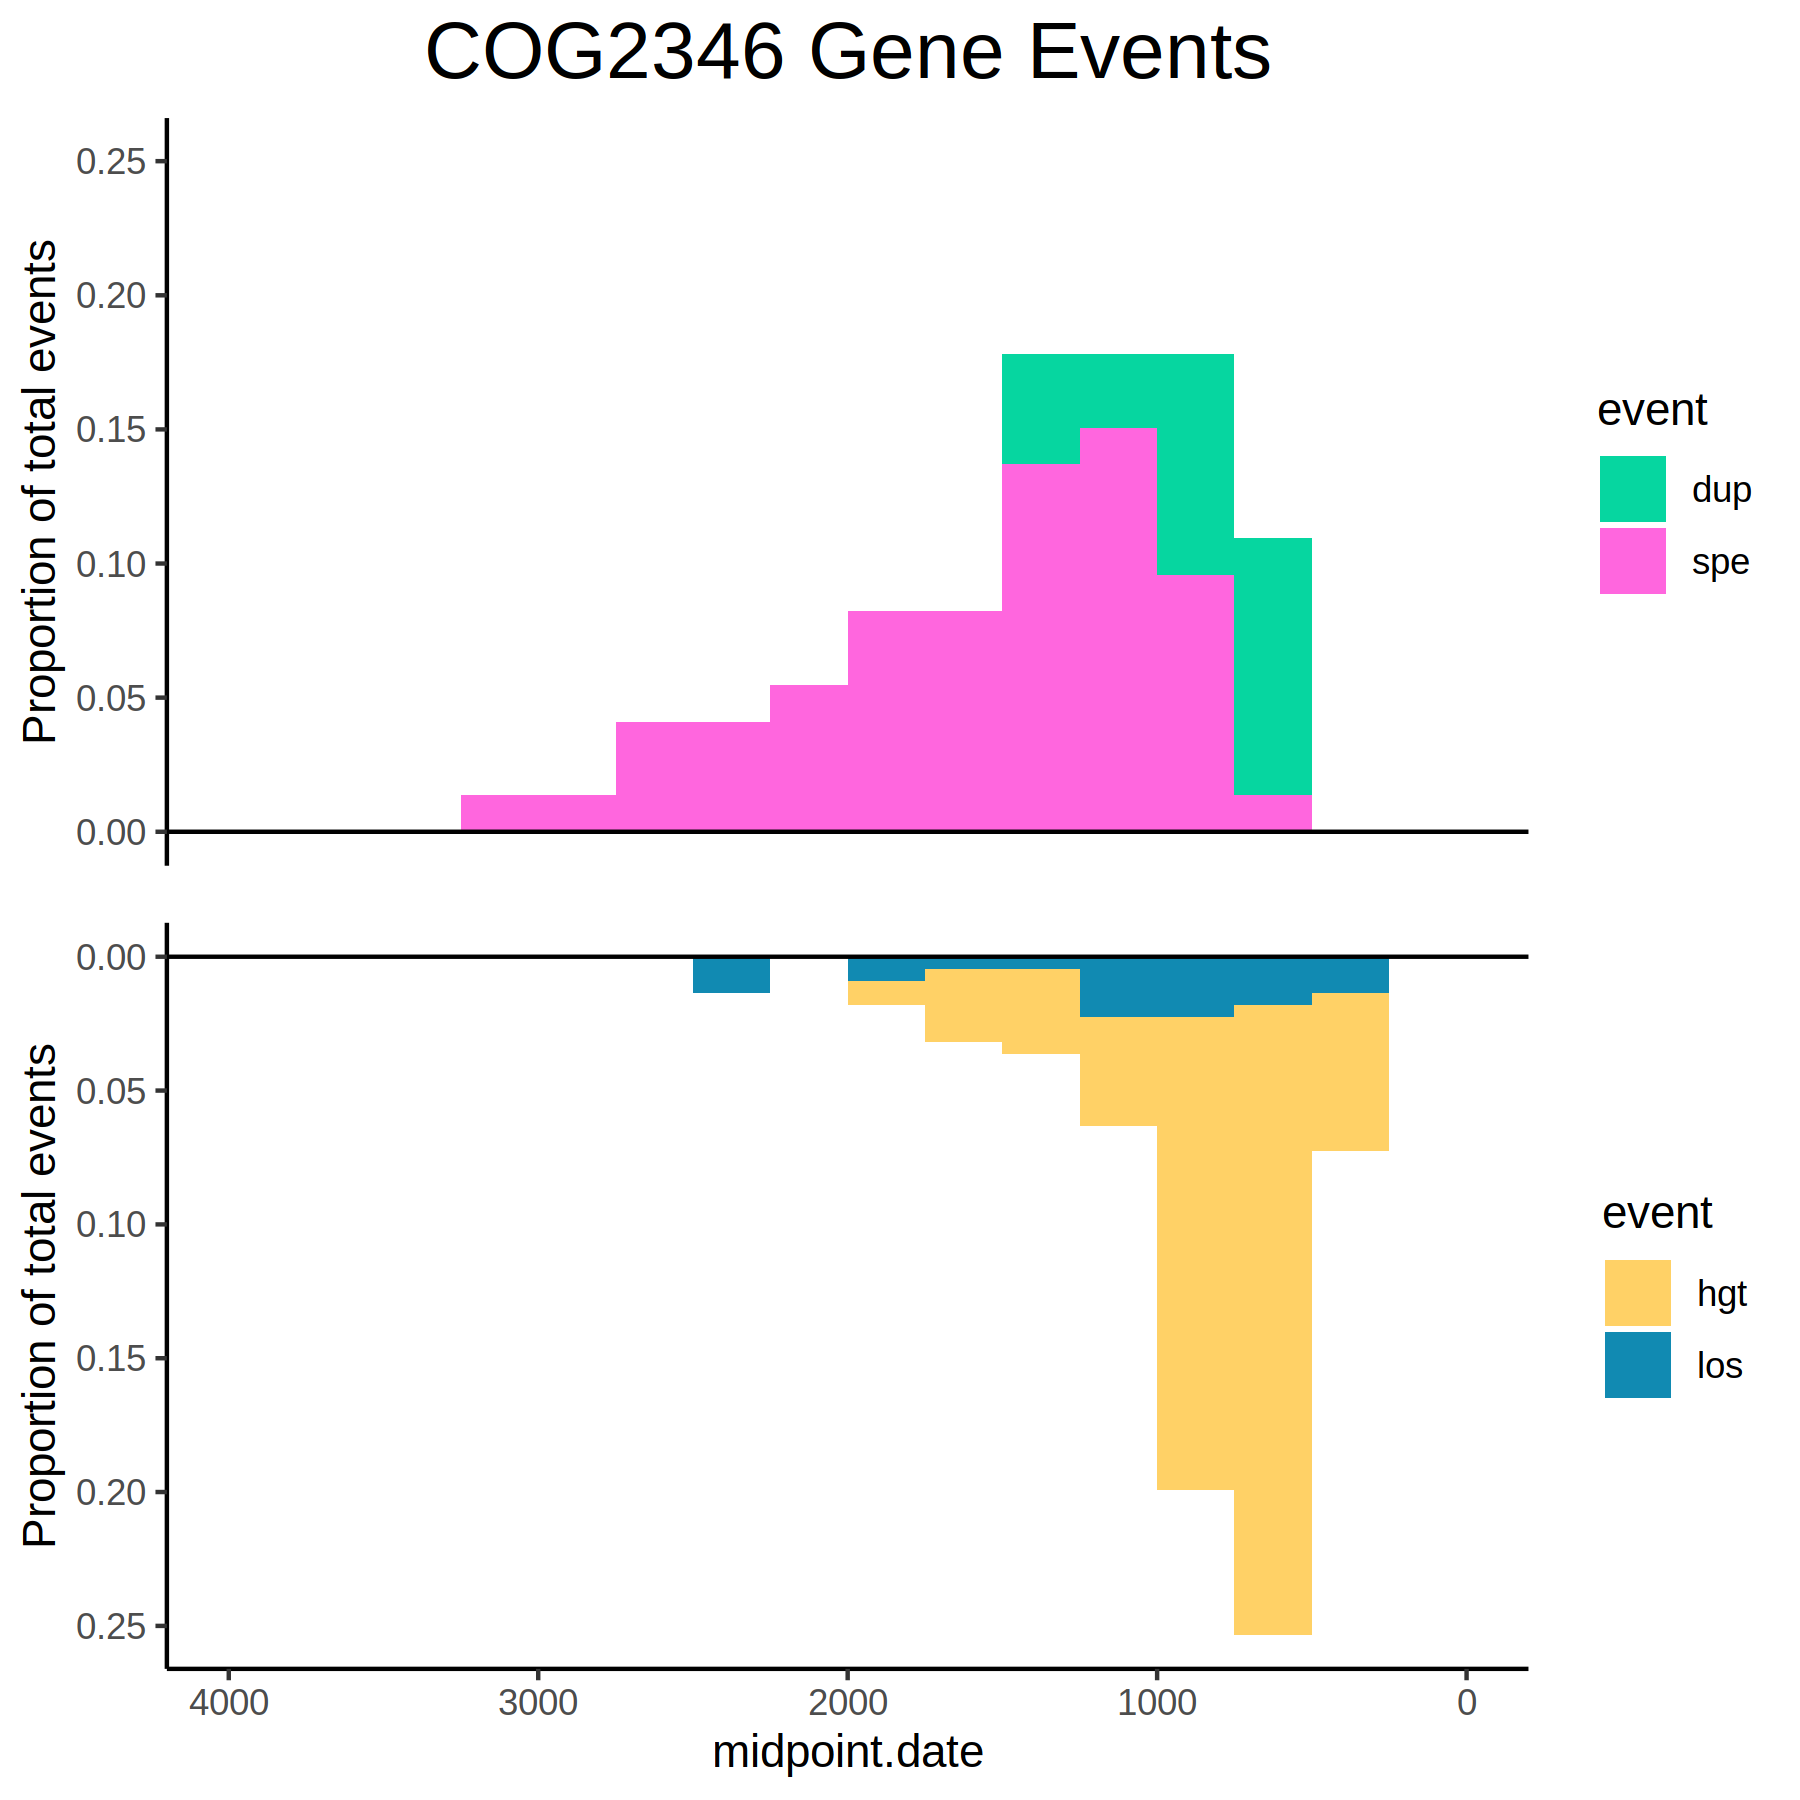 COG2346 Gene Events
Proportion of total events
0.25
0.20
0.15
0.10
0.05
0.00
event
dup
spe
Proportion of total events
0.00
0.05
0.10
0.15
0.20
0.25
event
hgt
los
4000 3000 2000 1000 0
midpoint.date